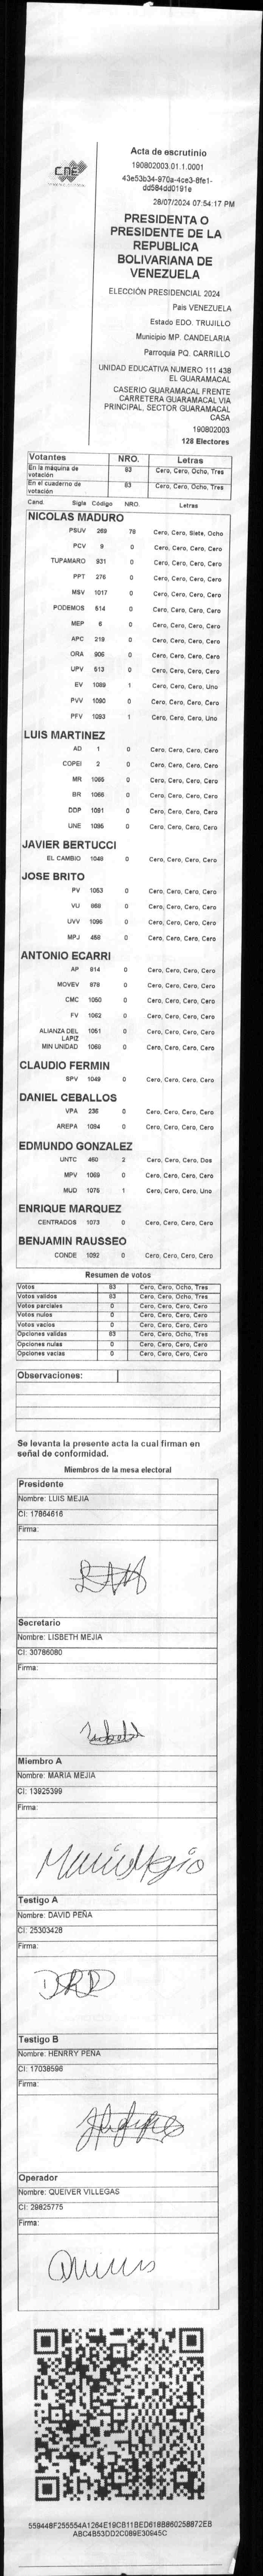 CNE
Acta de escrutinio
190802003.01.1.0001
43e53b34-970a-4ce3-8fe1-
dd584dd0191e
28/07/2024 07:54:17 PM
PRESIDENTA O
PRESIDENTE DE LA
REPUBLICA
BOLIVARIANA DE
VENEZUELA
ELECCIÓN PRESIDENCIAL 2024
Pais VENEZUELA
Estado EDO. TRUJILLO
Municipio MP. CANDELARIA
Parroquia PQ. CARRILLO
UNIDAD EDUCATIVA NUMERO 111 438
EL GUARAMACAL
CASERIO GUARAMACAL FRENTE
CARRETERA GUARAMACAL VIA
PRINCIPAL, SECTOR GUARAMACAL
CASA
190802003
128 Electores
Votantes NRO. Letras
En la máquina de votación 83 Cero, Cero, Ocho, Tres
En el cuaderno de votación 83 Cero, Cero, Ocho, Tres
Cand. Sigla Código NRO. Letras
NICOLAS MADURO
PSUV 269 78 Cero, Cero, Siete, Ocho
PCV 9 0 Cero, Cero, Cero, Cero
TUPAMARO 931 0 Cero, Cero, Cero, Cero
PPT 276 0 Cero, Cero, Cero, Cero
MSV 1017 0 Cero, Cero, Cero, Cero
PODEMOS 514 0 Cero, Cero, Cero, Cero
MEP 6 0 Cero, Cero, Cero, Cero
APC 219 0 Cero, Cero, Cero, Cero
ORA 906 0 Cero, Cero, Cero, Cero
UPV 613 0 Cero, Cero, Cero, Cero
EV 1089 1 Cero, Cero, Cero, Uno
PVV 1090 0 Cero, Cero, Cero, Cero
PFV 1093 1 Cero, Cero, Cero, Uno
LUIS MARTINEZ
AD 1 0 Cero, Cero, Cero, Cero
COPEI 2 0 Cero, Cero, Cero, Cero
MR 1065 0 Cero, Cero, Cero, Cero
BR 1066 0 Cero, Cero, Cero, Cero
DDP 1081 0 Cero, Cero, Cero, Cero
UNE 1095 0 Cero, Cero, Cero, Cero
JAVIER BERTUCCI
EL CAMBIO 1048 0 Cero, Cero, Cero, Cero
JOSE BRITO
PV 1053 0 Cero, Cero, Cero, Cero
VU 968 0 Cero, Cero, Cero, Cero
UVV 1096 0 Cero, Cero, Cero, Cero
MPJ 458 0 Cero, Cero, Cero, Cero
ANTONIO ECARRI
AP 914 0 Cero, Cero, Cero, Cero
MOVEV 978 0 Cero, Cero, Cero, Cero
CMC 1050 0 Cero, Cero, Cero, Cero
FV 1062 0 Cero, Cero, Cero, Cero
ALIANZA DEL LAPIZ 1051 0 Cero, Cero, Cero, Cero
MIN UNIDAD 1068 0 Cero, Cero, Cero, Cero
CLAUDIO FERMIN
SPV 1049 0 Cero, Cero, Cero, Cero
DANIEL CEBALLOS
VPA 236 0 Cero, Cero, Cero, Cero
AREPA 1094 0 Cero, Cero, Cero, Cero
EDMUNDO GONZALEZ
UNTC 460 2 Cero, Cero, Cero, Dos
MPV 1069 0 Cero, Cero, Cero, Cero
MUD 1076 1 Cero, Cero, Cero, Uno
ENRIQUE MARQUEZ
CENTRADOS 1073 0 Cero, Cero, Cero, Cero
BENJAMIN RAUSSEO
CONDE 1092 0 Cero, Cero, Cero, Cero
Resumen de votos
Votos 83 Cero, Cero, Ocho, Tres
Votos validos 83 Cero, Cero, Ocho, Tres
Votos parciales 0 Cero, Cero, Cero, Cero
Votos nulos 0 Cero, Cero, Cero, Cero
Votos vacios 0 Cero, Cero, Cero, Cero
Opciones validas 83 Cero, Cero, Ocho, Tres
Opciones nulas 0 Cero, Cero, Cero, Cero
Opciones vacias 0 Cero, Cero, Cero, Cero
Observaciones:
Se levanta la presente acta la cual firman en
señal de conformidad.
Miembros de la mesa electoral
Presidente
Nombre: LUIS MEJIA
CI: 17864616
Firma:
Secretario
Nombre: LISBETH MEJIA
CI: 30786080
Firma:
Miembro A
Nombre: MARIA MEJIA
CI: 13925399
Firma:
Testigo A
Nombre: DAVID PEÑA
CI: 25303428
Firma:
Testigo B
Nombre: HENRRY PEÑA
CI: 17038596
Firma:
Operador
Nombre: QUEIVER VILLEGAS
CI: 29825775
Firma: